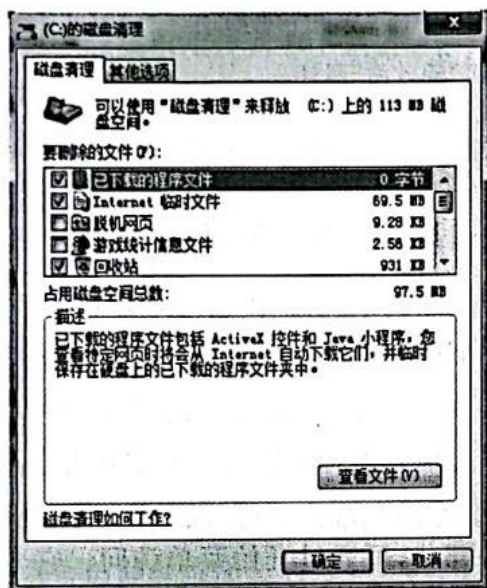 (C:)的磁盘清理
磁盘清理 其他选项
可以使用“磁盘清理”来释放 (C:) 上的 113 MB 磁
盘空间。
要删除的文件(F):
已下载的程序文件 0 字节
Internet 临时文件 69.5 MB
脱机网页 9.28 KB
游戏统计信息文件 2.58 KB
回收站 931 KB
占用磁盘空间总数: 97.5 MB
描述
已下载的程序文件包括 ActiveX 控件和 Java 小程序,您
查看特定网页时将会从 Internet 自动下载它们,并临时
保存在硬盘上的已下载的程序文件夹中。
查看文件(V)
磁盘清理如何工作?
确定 取消